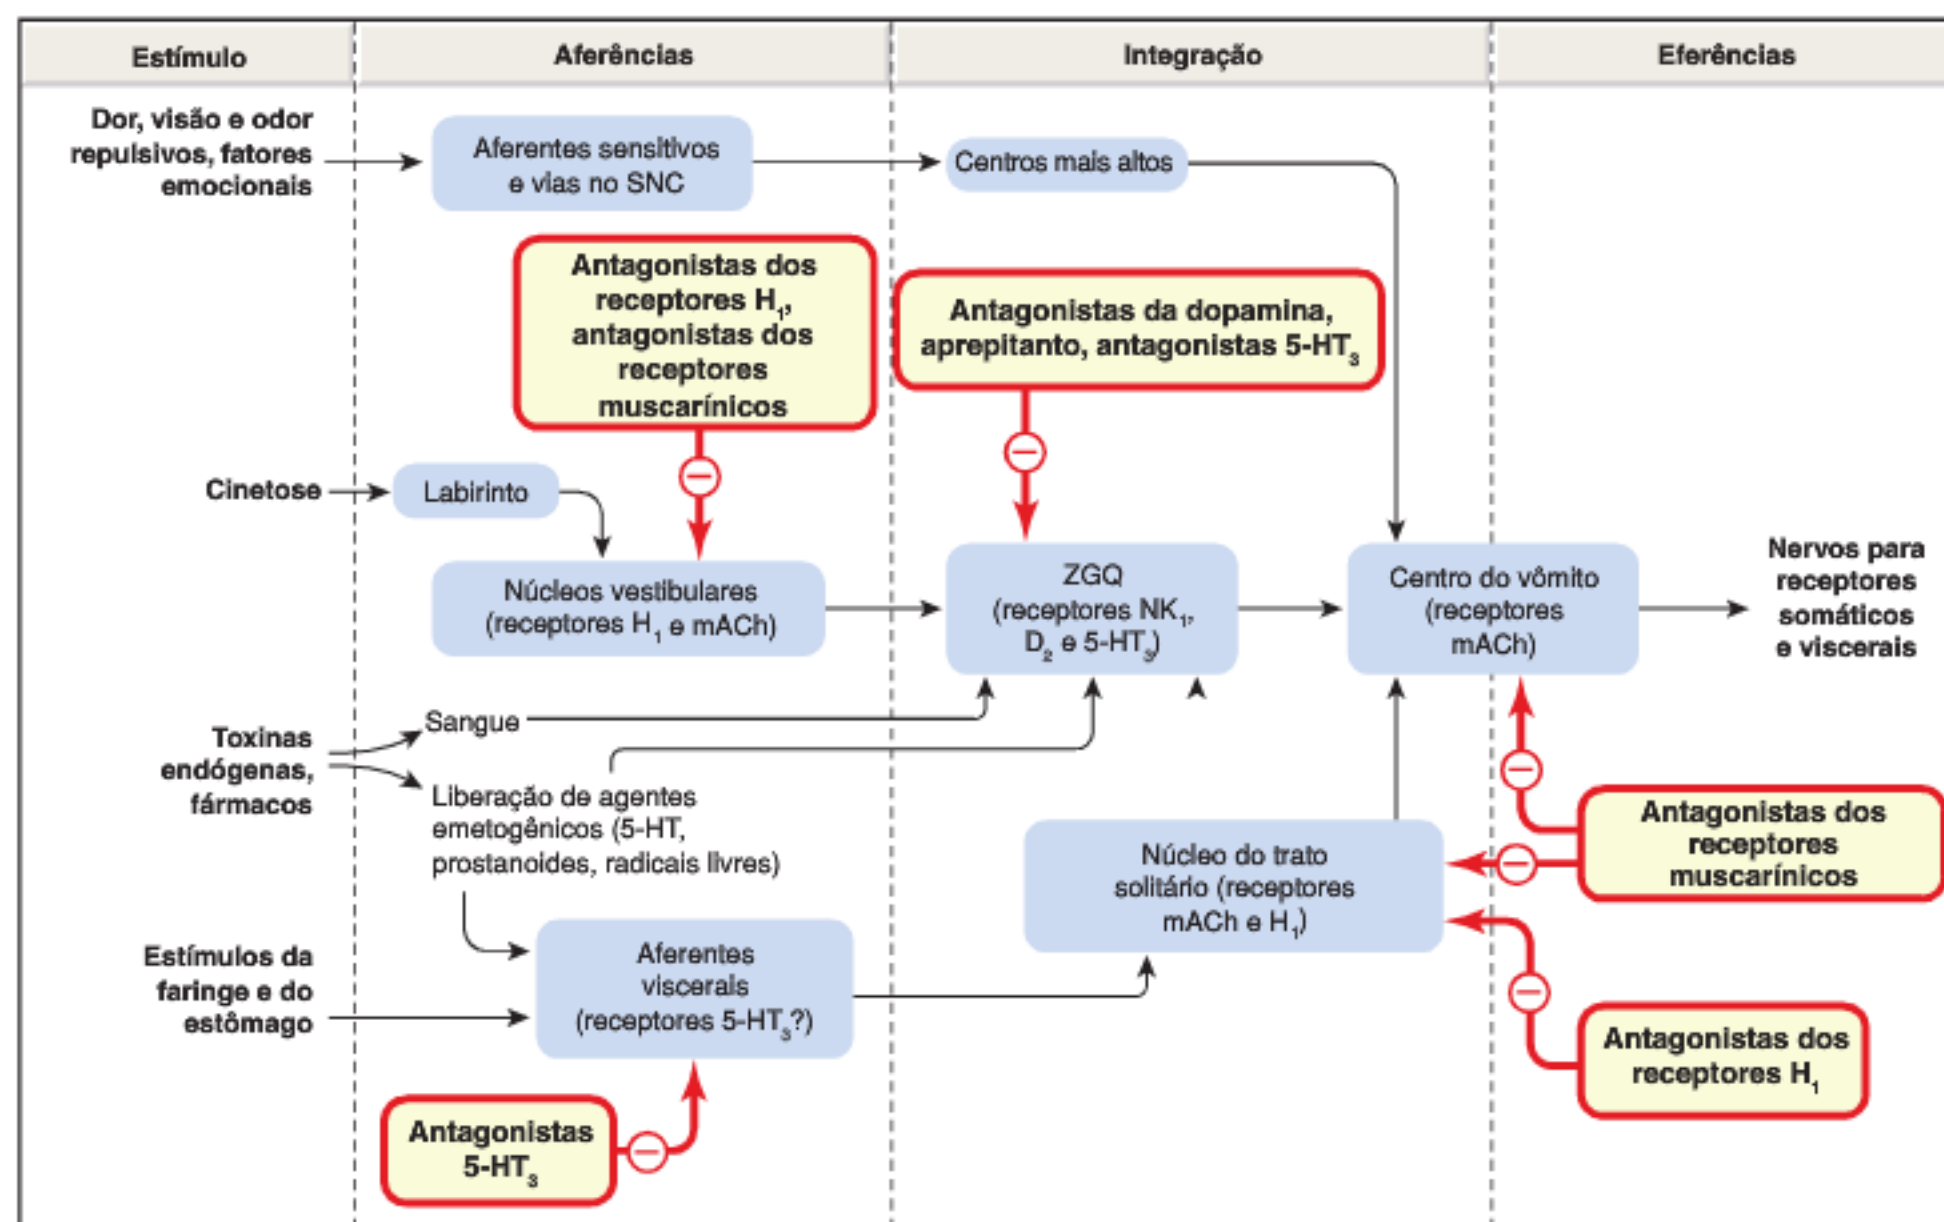 Estímulo
Aferências
Integração
Eferências
Dor, visão e odor
repulsivos, fatores
emocionais
Aferentes sensitivos
e vias no SNC
Centros mais altos
Antagonistas dos
receptores H₁,
antagonistas dos
receptores
muscarínicos
Antagonistas da dopamina,
aprepitanto, antagonistas 5-HT₃
Cinetose
Labirinto
Núcleos vestibulares
(receptores H₁ e mACh)
ZGQ
(receptores NK₁,
D₂ e 5-HT₃)
Centro do vômito
(receptores
mACh)
Nervos para
receptores
somáticos
e viscerais
Toxinas
endógenas,
fármacos
Sangue
Liberação de agentes
emetogênicos (5-HT,
prostanoides, radicais livres)
Núcleo do trato
solitário (receptores
mACh e H₁)
Antagonistas dos
receptores
muscarínicos
Estímulos da
faringe e do
estômago
Aferentes
viscerais
(receptores 5-HT₃?)
Antagonistas dos
receptores H₁
Antagonistas
5-HT₃